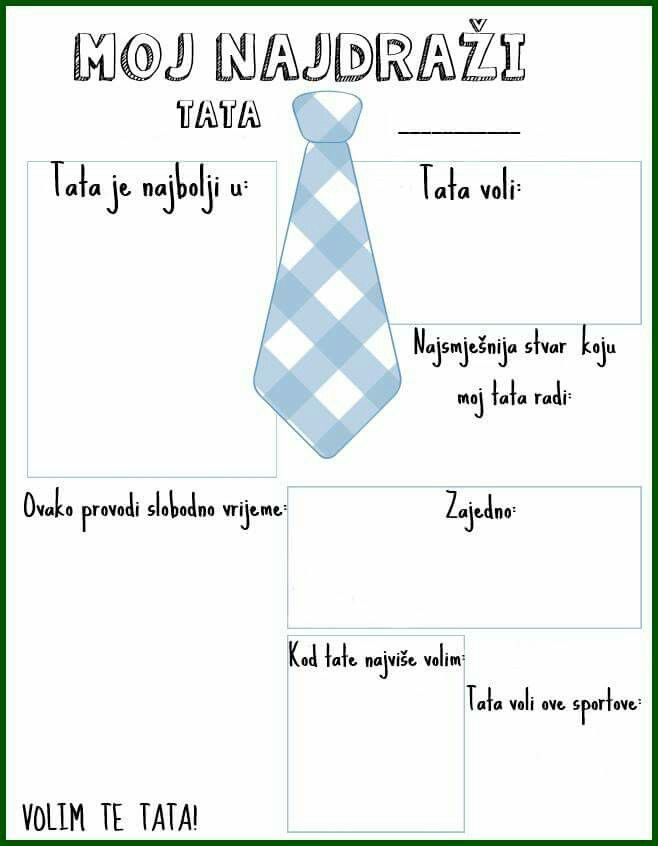 MOJ NAJDRAŽI
TATA ___________
Tata je najbolji u:
Tata voli:
Najsmješnija stvar koju
moj tata radi:
Ovako provodi slobodno vrijeme:
Zajedno:
Kod tate najviše volim:
Tata voli ove sportove:
VOLIM TE TATA!